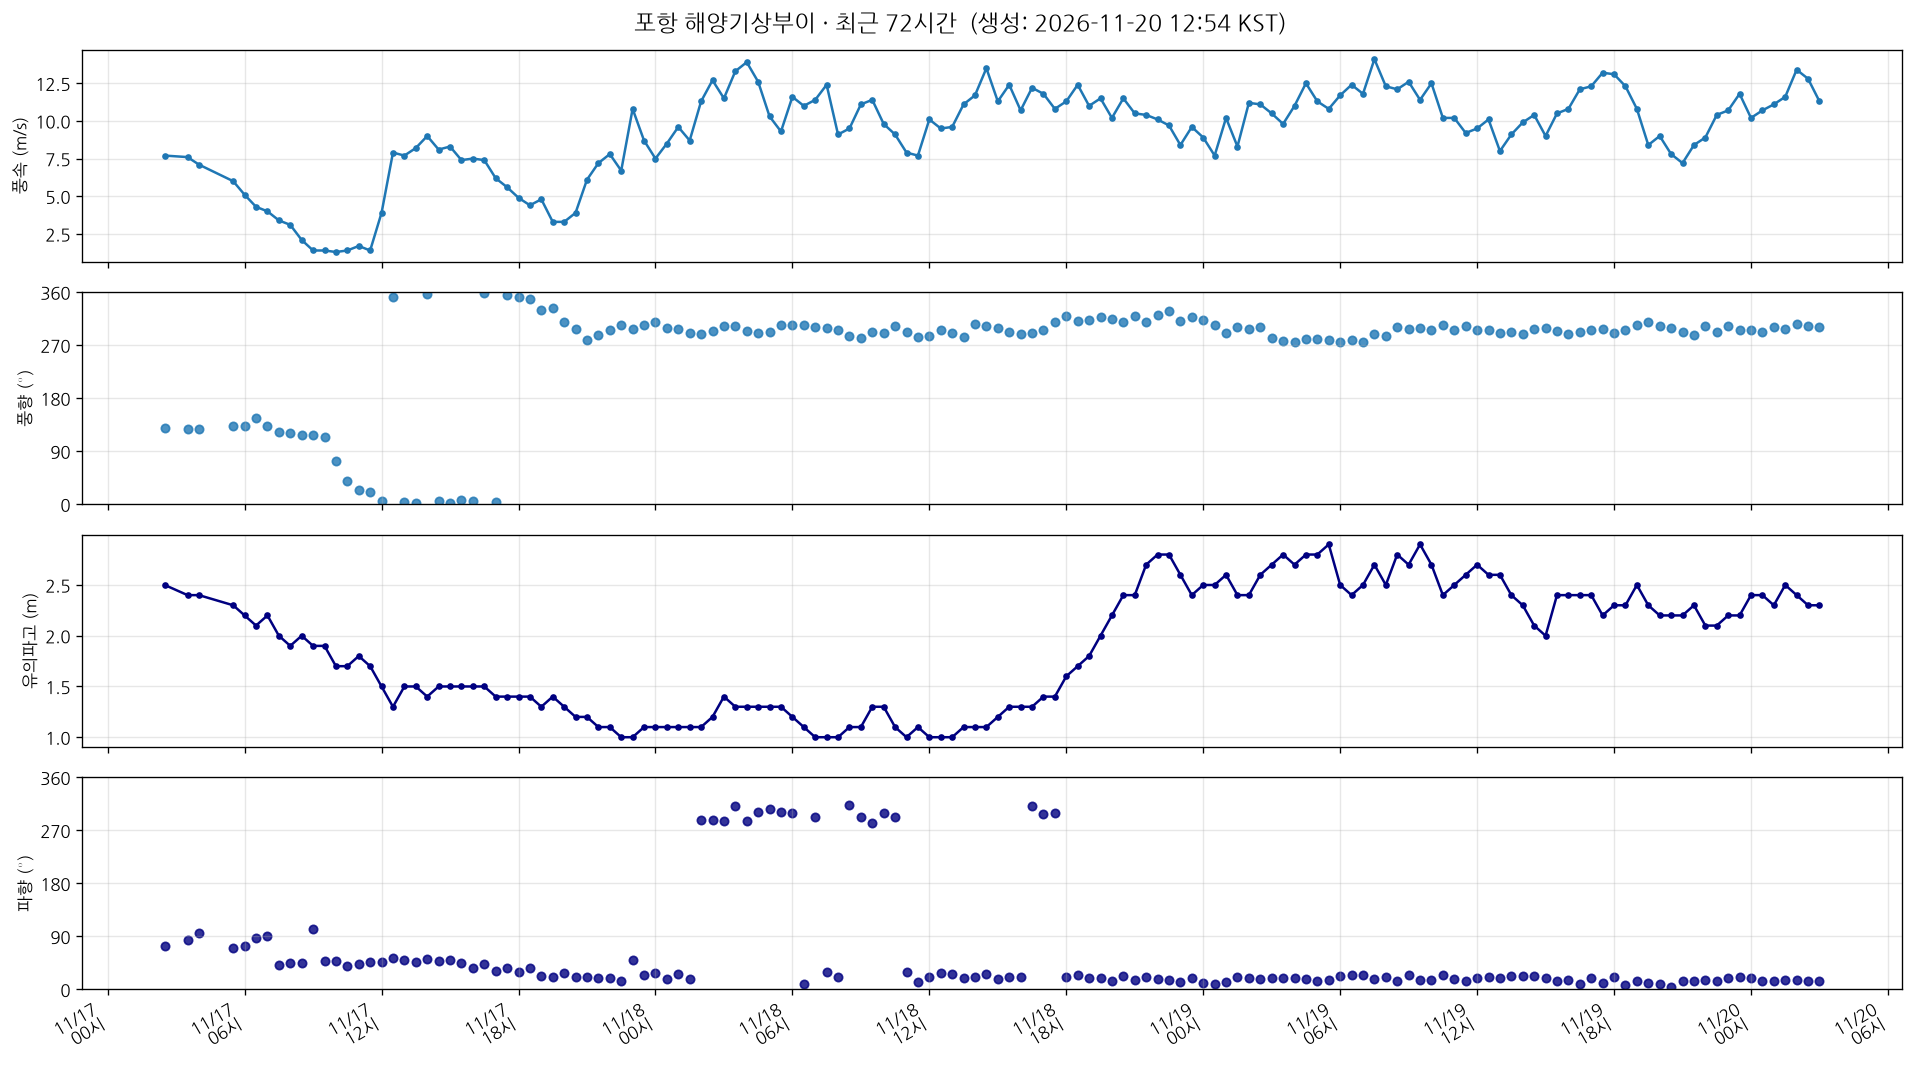 포항 해양기상부이 · 최근 72시간  (생성: 2026-11-20 12:54 KST)
풍속 (m/s)
12.5
10.0
7.5
5.0
2.5
풍향 (°)
360
270
180
90
0
유의파고 (m)
2.5
2.0
1.5
1.0
파향 (°)
360
270
180
90
0
11/17 00시
11/17 06시
11/17 12시
11/17 18시
11/18 00시
11/18 06시
11/18 12시
11/18 18시
11/19 00시
11/19 06시
11/19 12시
11/19 18시
11/20 00시
11/20 06시